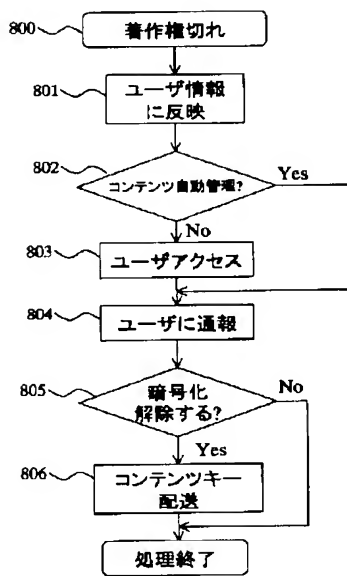 800
著作権切れ
801
ユーザ情報
に反映
802
コンテンツ自動管理?
Yes
No
803
ユーザアクセス
804
ユーザに通報
805
暗号化
解除する?
No
Yes
806
コンテンツキー
配送
処理終了